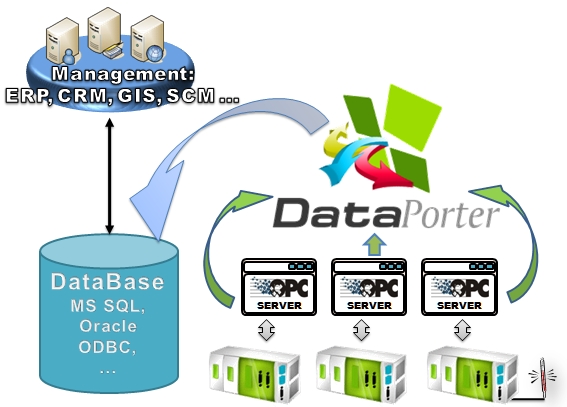 Management:
ERP, CRM, GIS, SCM ...
DataPorter
DataBase
MS SQL,
Oracle
ODBC,
...
OPC
SERVER
OPC
SERVER
OPC
SERVER